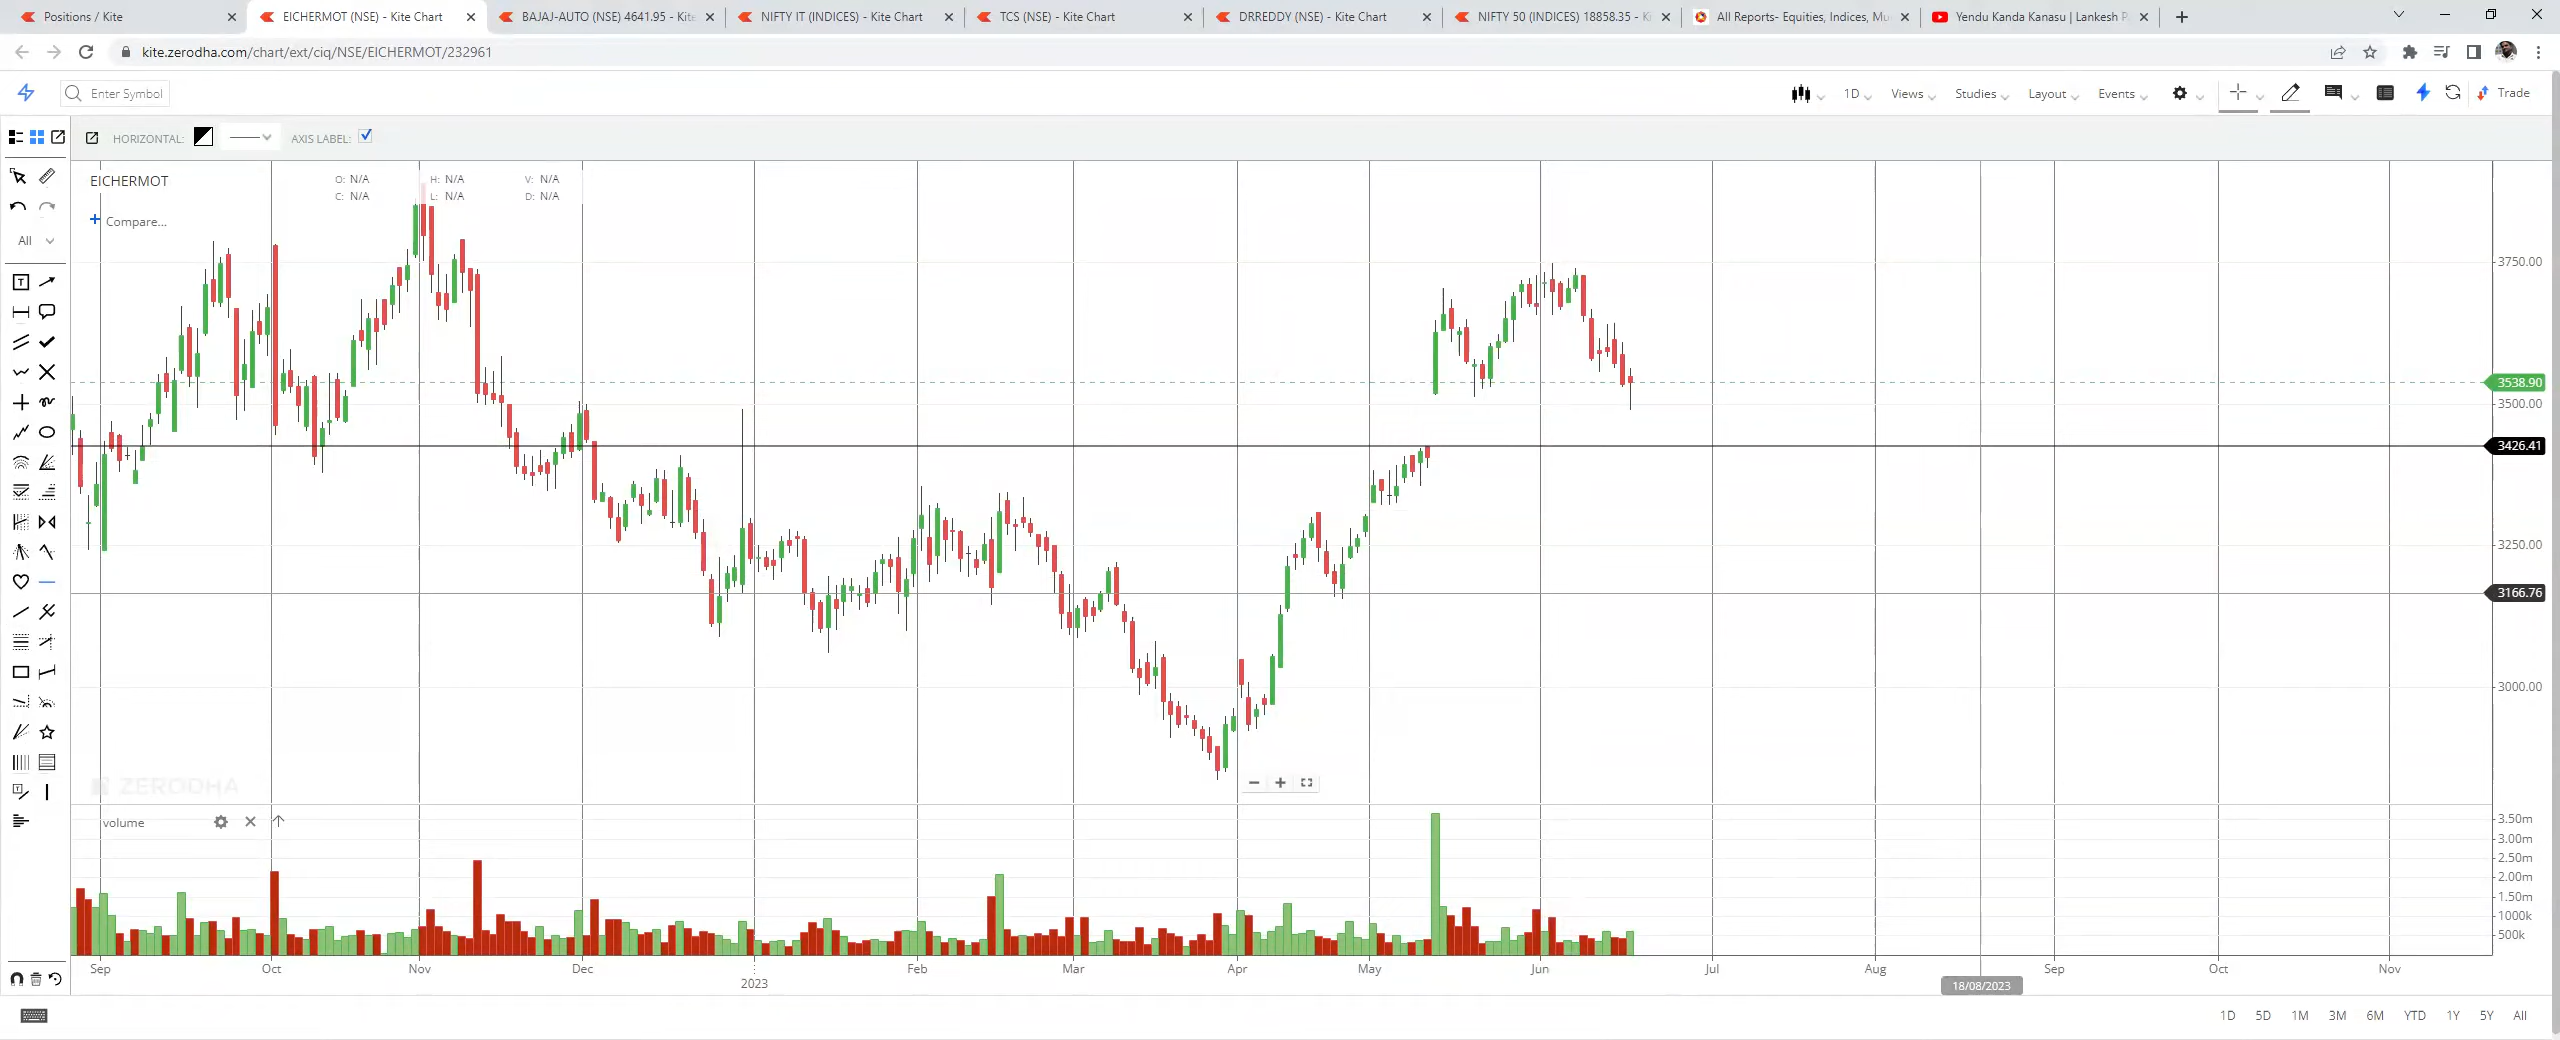 Positions / Kite
EICHERMOT (NSE) - Kite Chart
BAJAJ-AUTO (NSE) 4641.95 - Kite
NIFTY IT (INDICES) - Kite Chart
TCS (NSE) - Kite Chart
DRREDDY (NSE) - Kite Chart
NIFTY 50 (INDICES) 18858.35 - Ki
All Reports- Equities, Indices, Mu
Yendu Kanda Kanasu | Lankesh P
kite.zerodha.com/chart/ext/ciq/NSE/EICHERMOT/232961
Enter Symbol
1D
Views
Studies
Layout
Events
Trade
HORIZONTAL:
AXIS LABEL:
EICHERMOT
O: N/A
H: N/A
V: N/A
C: N/A
L: N/A
D: N/A
Compare...
All
3750.00
3538.90
3500.00
3426.41
3250.00
3166.76
3000.00
ZERODHA
volume
3.50m
3.00m
2.50m
2.00m
1.50m
1000k
500k
Sep
Oct
Nov
Dec
2023
Feb
Mar
Apr
May
Jun
Jul
Aug
Sep
Oct
Nov
18/08/2023
1D 5D 1M 3M 6M YTD 1Y 5Y All